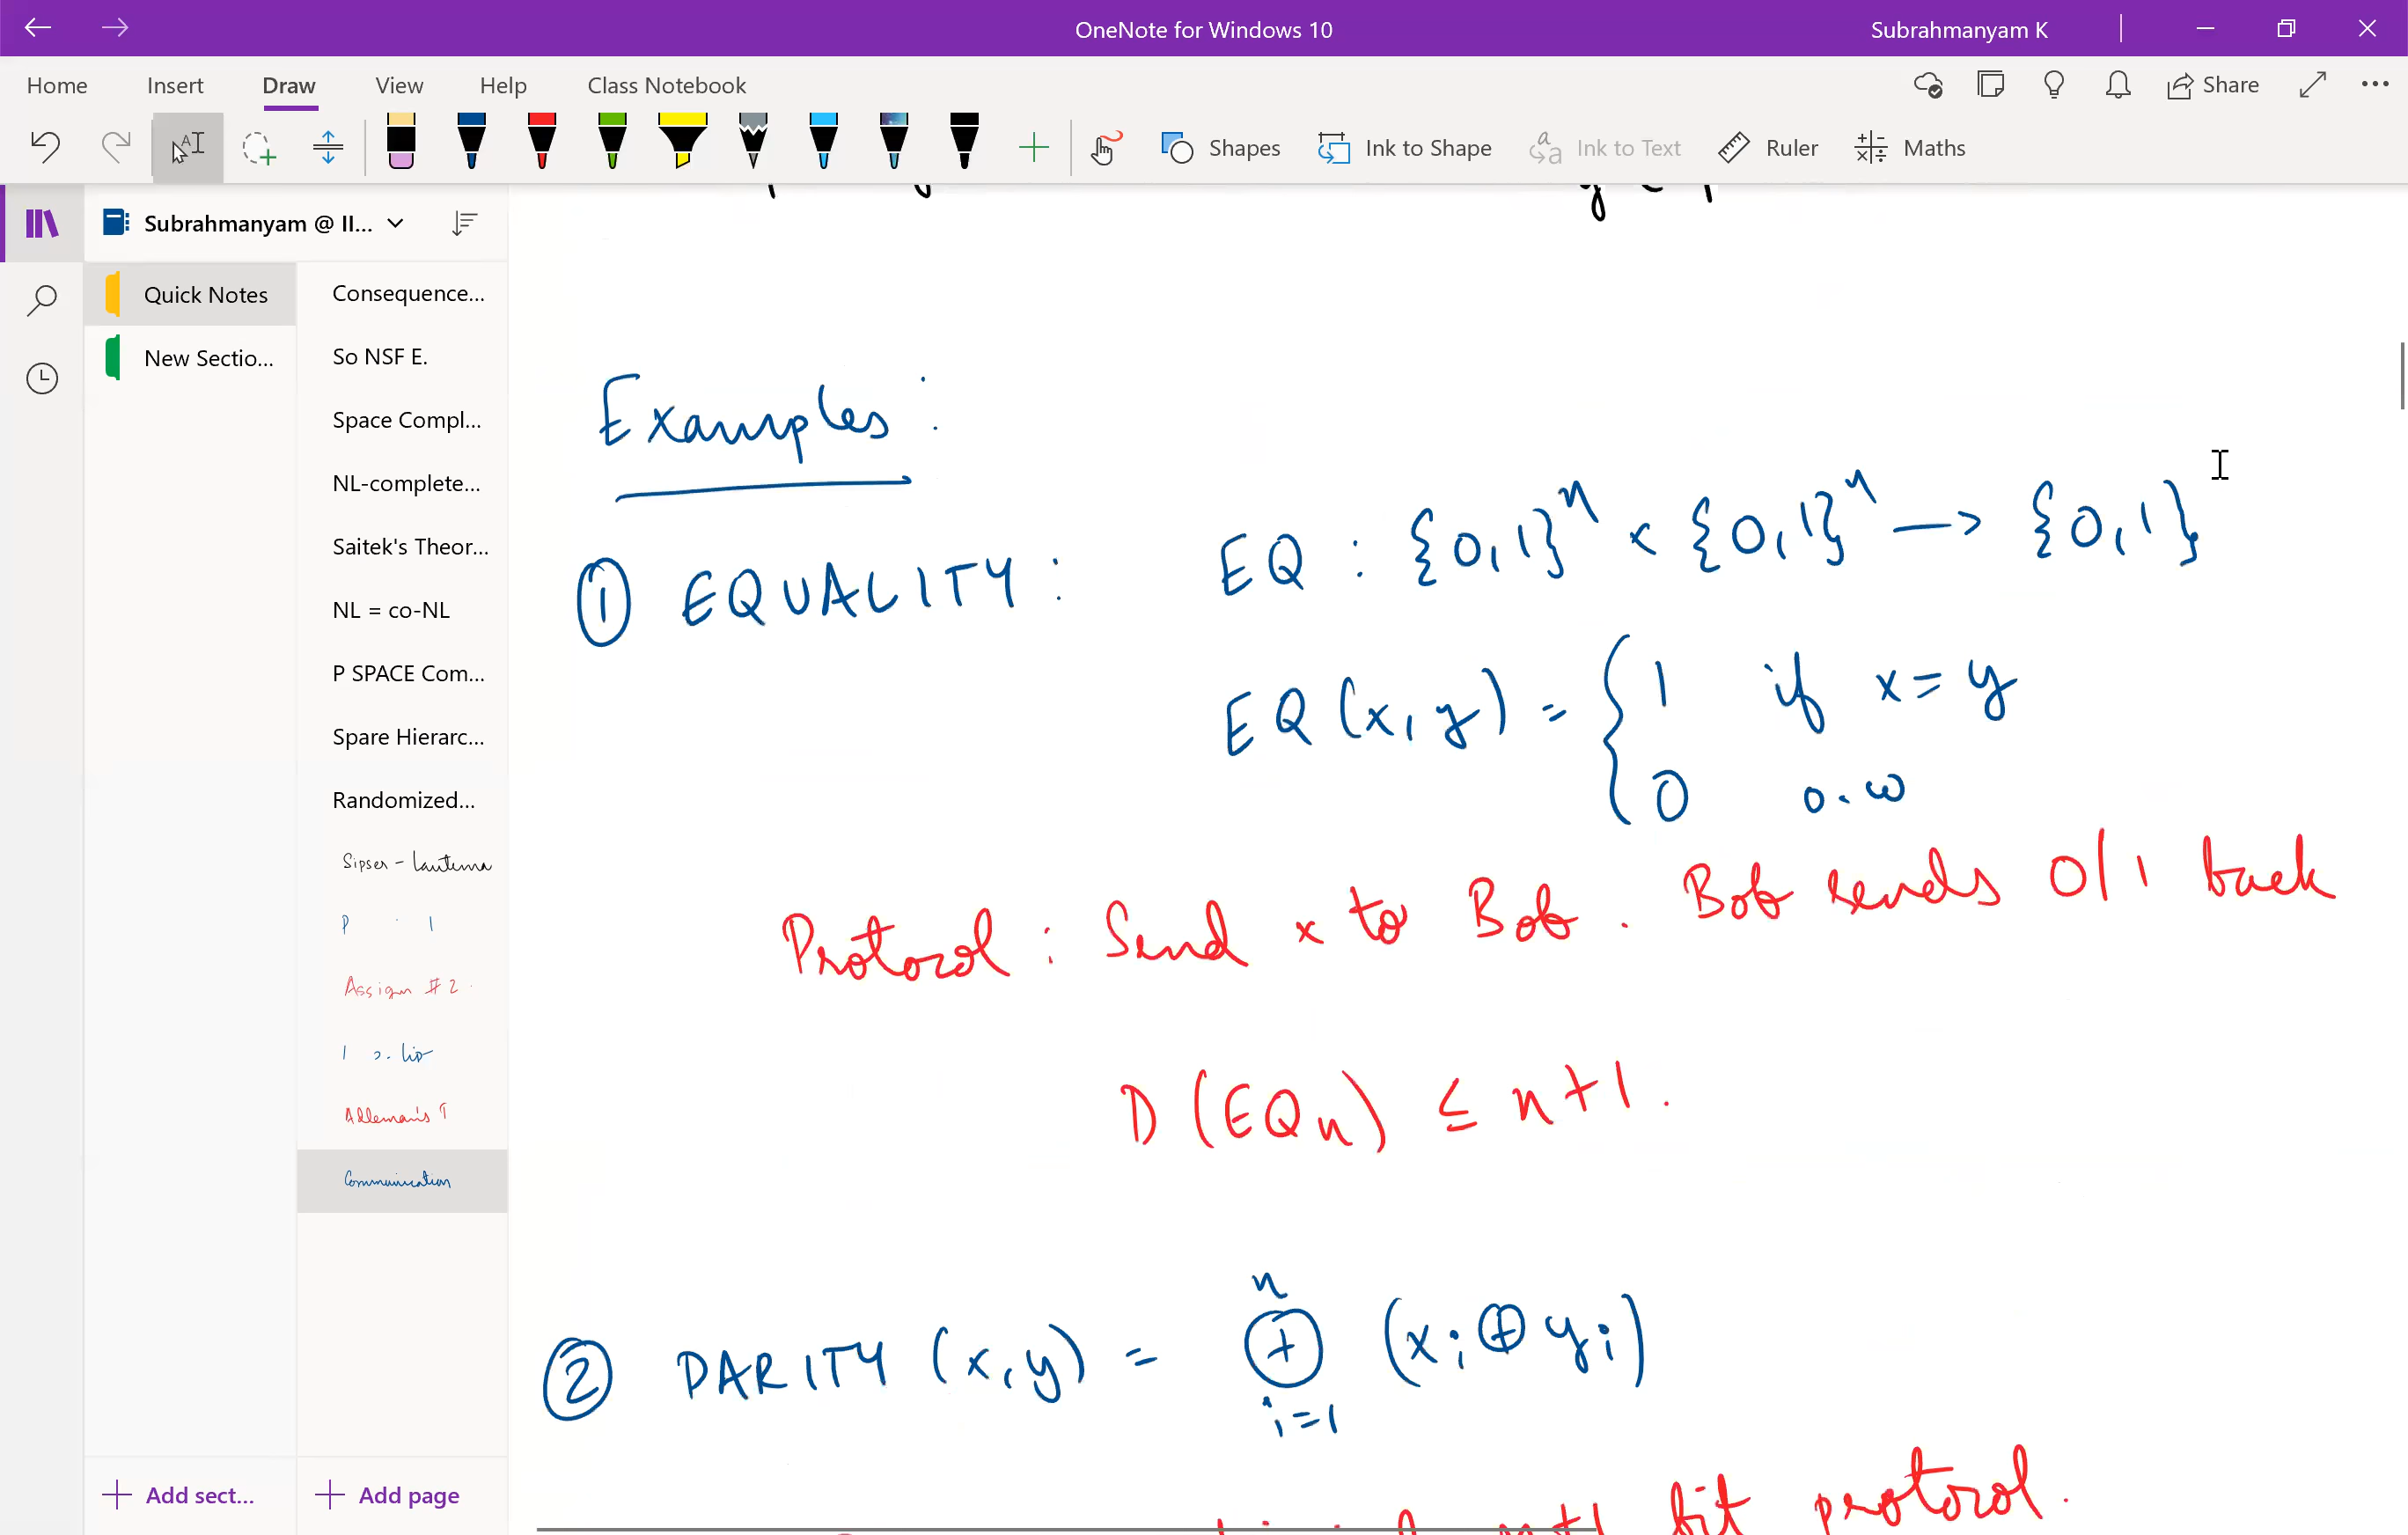 OneNote for Windows 10
Subrahmanyam K
Home Insert Draw View Help Class Notebook
Share
Shapes Ink to Shape Ink to Text Ruler Maths
Subrahmanyam @ II...
Quick Notes
New Sectio...
Consequence...
So NSF E.
Space Compl...
NL-complete...
Saitek's Theor...
NL = co-NL
P SPACE Com...
Spare Hierarc...
Randomized...
Sipser - Lautema
Assign # 2
Adleman's T
Communication
Add sect...
Add page
Examples :
① EQUALITY : EQ : {0,1}ⁿ × {0,1}ⁿ → {0,1}
EQ (x, y) = { 1 if x = y
0 o.w
Protocol : Send x to Bob . Bob sends 0/1 back
D (EQₙ) ≤ n+1 .
② PARITY (x, y) = ⊕ᵢ₌₁ⁿ (xᵢ ⊕ yᵢ)
n+1 bit protocol.